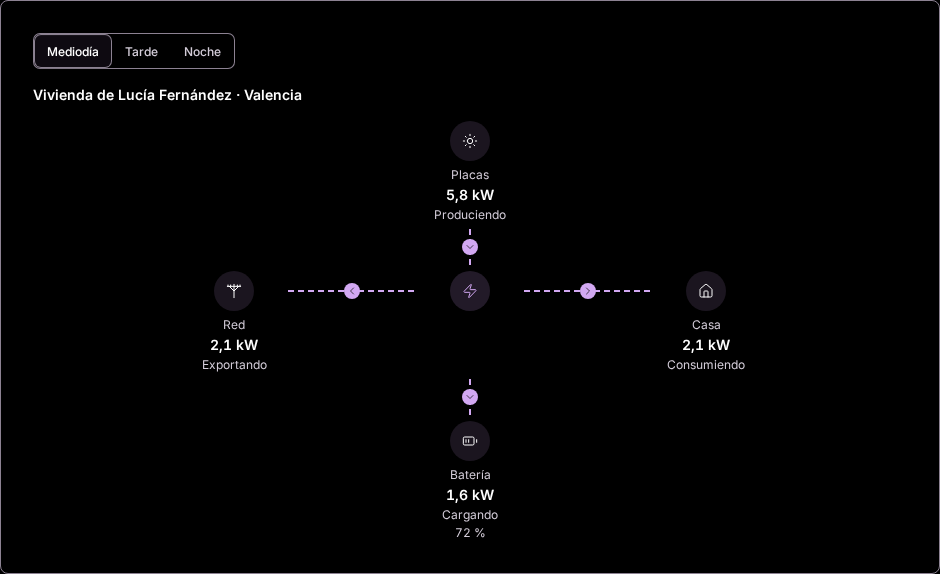 Mediodía Tarde Noche
Vivienda de Lucía Fernández · Valencia
Placas
5,8 kW
Produciendo
Red
2,1 kW
Exportando
Casa
2,1 kW
Consumiendo
Batería
1,6 kW
Cargando
72 %